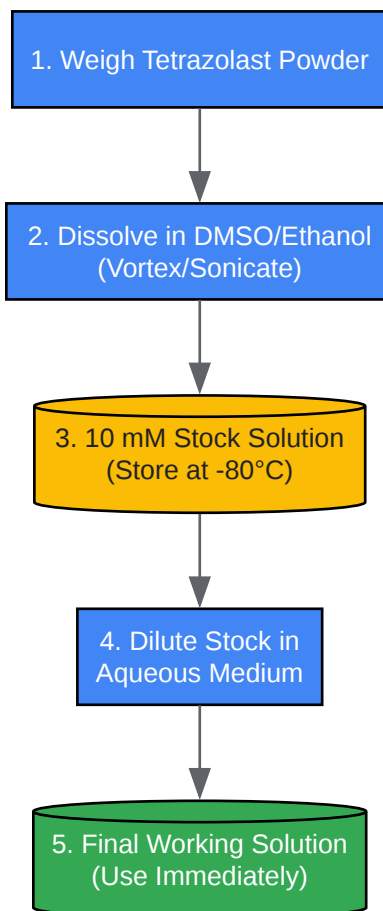 1. Weigh Tetrazolast Powder
2. Dissolve in DMSO/Ethanol
(Vortex/Sonicate)
3. 10 mM Stock Solution
(Store at -80°C)
4. Dilute Stock in
Aqueous Medium
5. Final Working Solution
(Use Immediately)